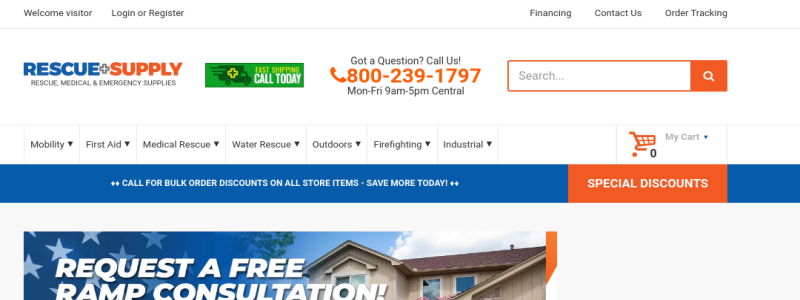 Welcome visitor Login or Register Financing Contact Us Order Tracking
RESCUE SUPPLY
RESCUE, MEDICAL & EMERGENCY SUPPLIES
FAST SHIPPING
CALL TODAY
Got a Question? Call Us!
800-239-1797
Mon-Fri 9am-5pm Central
Search...
Mobility ▼ First Aid ▼ Medical Rescue ▼ Water Rescue ▼ Outdoors ▼ Firefighting ▼ Industrial ▼
My Cart ▼
0
♦♦ CALL FOR BULK ORDER DISCOUNTS ON ALL STORE ITEMS - SAVE MORE TODAY! ♦♦
SPECIAL DISCOUNTS
REQUEST A FREE
RAMP CONSULTATION!